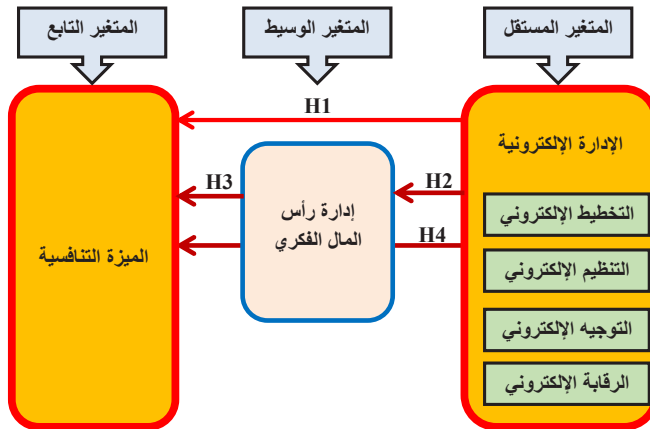 المتغير المستقل
المتغير الوسيط
المتغير التابع
H1
الإدارة الإلكترونية
H2
H3
إدارة رأس
المال الفكري
التخطيط الإلكتروني
H4
الميزة التنافسية
التنظيم الإلكتروني
التوجيه الإلكتروني
الرقابة الإلكتروني